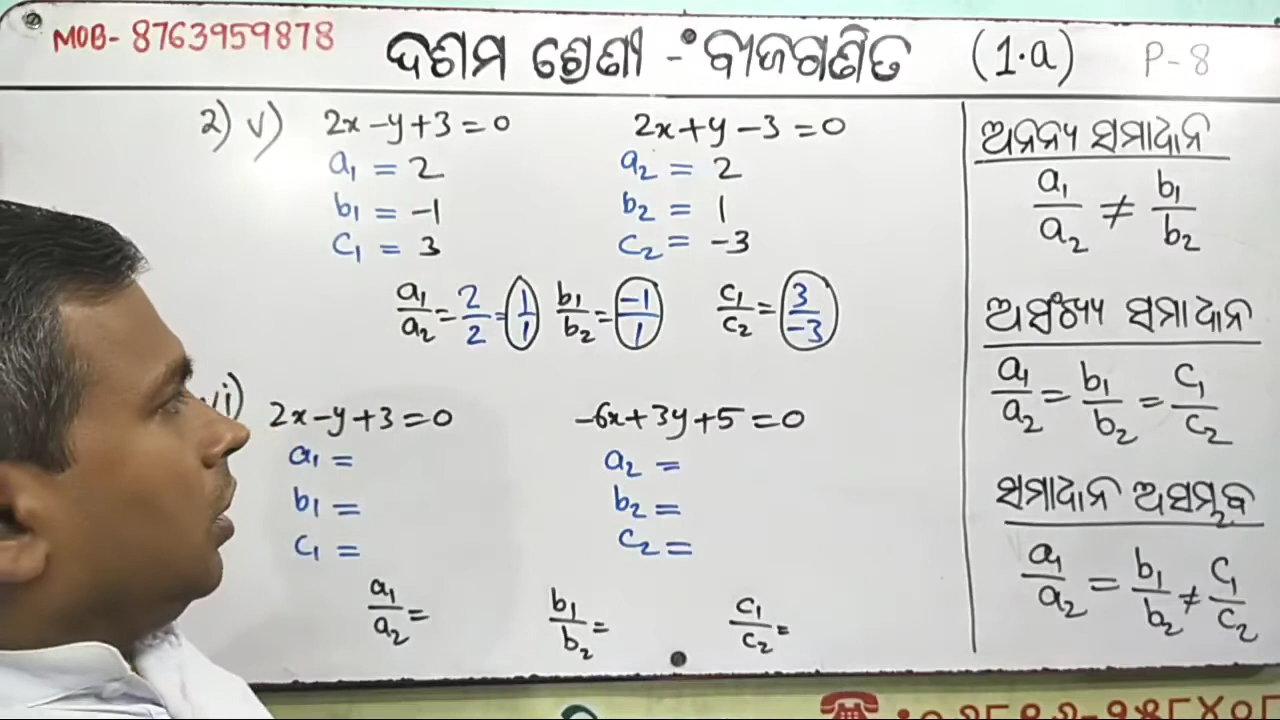 MOB- 8763959878
ଦଶମ ଶ୍ରେଣୀ - ବୀଜଗଣିତ (1.a) P-8
2) v) 2x-y+3=0 2x+y-3=0
a₁ = 2 a₂ = 2
b₁ = -1 b₂ = 1
c₁ = 3 c₂ = -3
a₁/a₂ = 2/2 = 1/1 b₁/b₂ = -1/1 c₁/c₂ = 3/-3
vi) 2x-y+3=0 -6x+3y+5=0
a₁ = a₂ =
b₁ = b₂ =
c₁ = c₂ =
a₁/a₂ = b₁/b₂ = c₁/c₂ =
ଅନନ୍ୟ ସମାଧାନ
a₁/a₂ ≠ b₁/b₂
ଅସଂଖ୍ୟ ସମାଧାନ
a₁/a₂ = b₁/b₂ = c₁/c₂
ସମାଧାନ ଅସମ୍ଭବ
a₁/a₂ = b₁/b₂ ≠ c₁/c₂